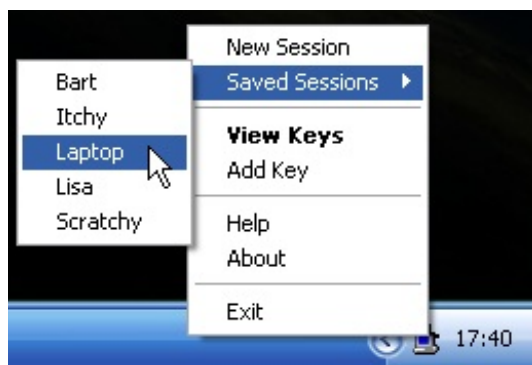 New Session
Saved Sessions
View Keys
Add Key
Help
About
Exit
Bart
Itchy
Laptop
Lisa
Scratchy
17:40